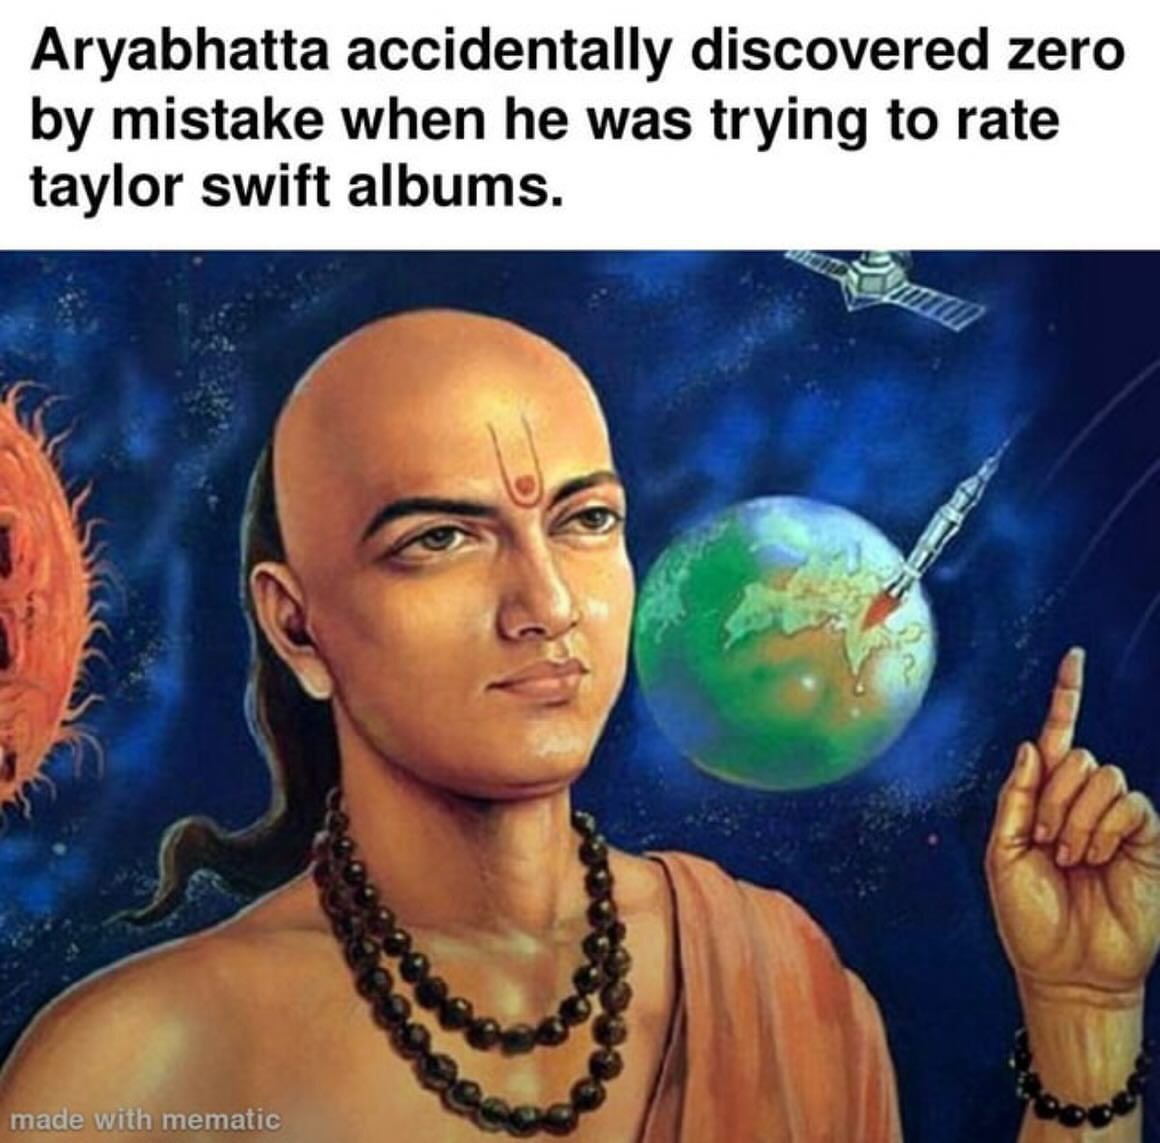 Aryabhatta accidentally discovered zero
by mistake when he was trying to rate
taylor swift albums.
made with mematic